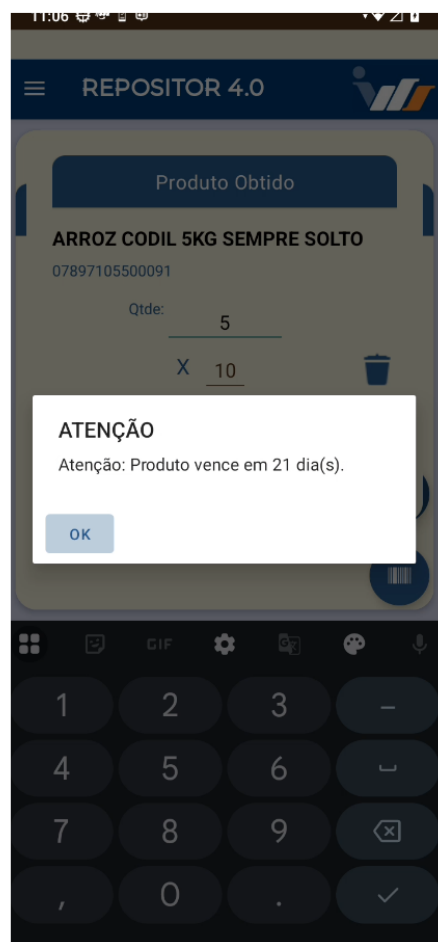 11:06
REPOSITOR 4.0
Produto Obtido
ARROZ CODIL 5KG SEMPRE SOLTO
07897105500091
Qtde:
5
X 10
ATENÇÃO
Atenção: Produto vence em 21 dia(s).
OK
GIF
1 2 3 –
4 5 6
7 8 9
, 0 .